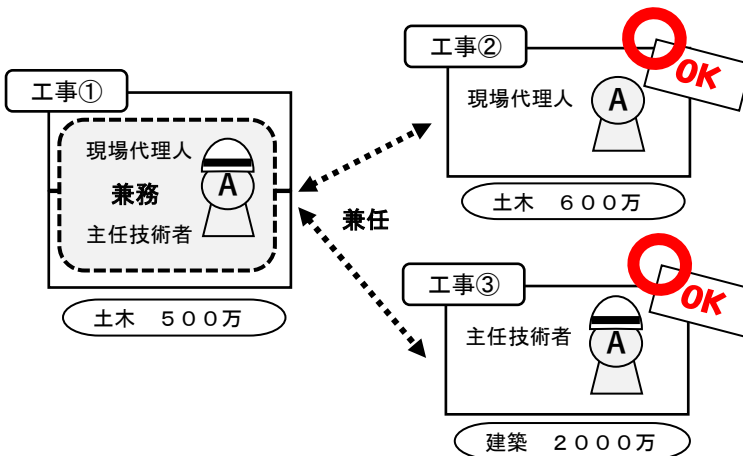 工事①
現場代理人
兼務
主任技術者
A
土木 500万
兼任
工事②
OK
現場代理人
A
土木 600万
工事③
OK
主任技術者
A
建築 2000万